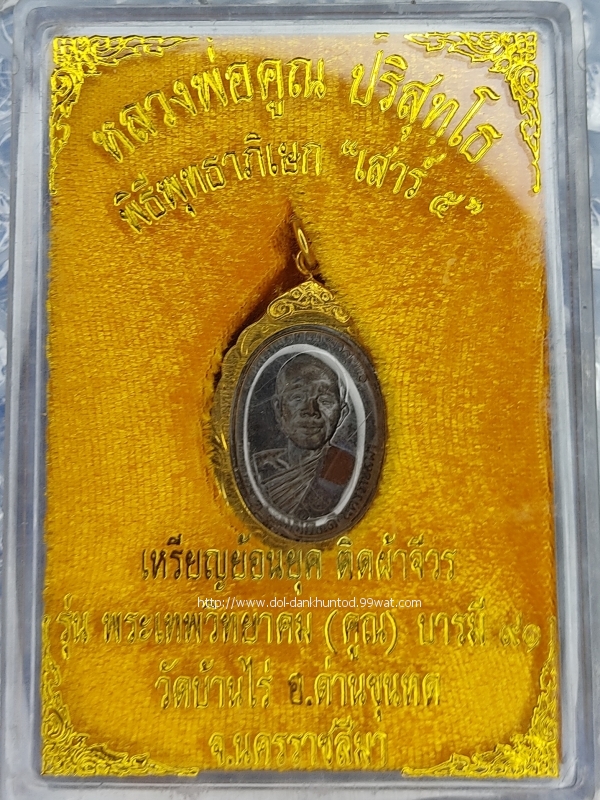 หลวงพ่อคูณ ปริสุทฺโธ
พิธีพุทธาภิเษก "เสาร์ ๕"
เหรียญย้อนยุค ติดผ้าจีวร
http://www.dol-dankhuntod.99wat.com
รุ่น พระเทพวิทยาคม (คูณ) บารมี ๙๑
วัดบ้านไร่ อ.ด่านขุนทด
จ.นครราชสีมา